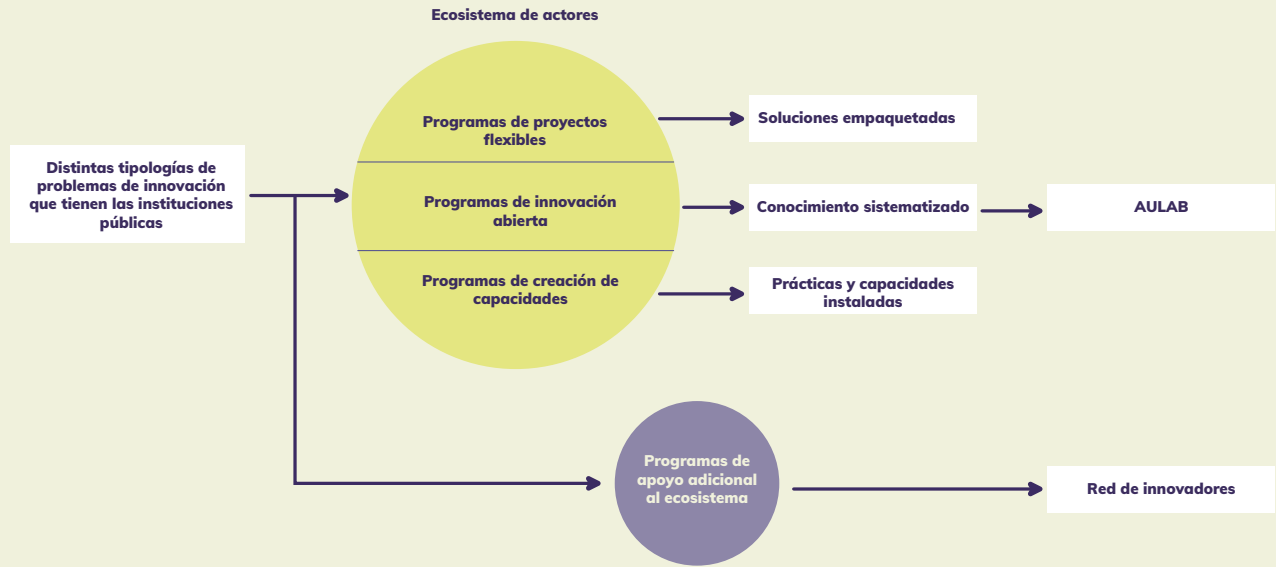 Ecosistema de actores
Distintas tipologías de
problemas de innovación
que tienen las instituciones
públicas
Programas de proyectos
flexibles
Programas de innovación
abierta
Programas de creación de
capacidades
Soluciones empaquetadas
Conocimiento sistematizado
AULAB
Prácticas y capacidades
instaladas
Programas de
apoyo adicional
al ecosistema
Red de innovadores